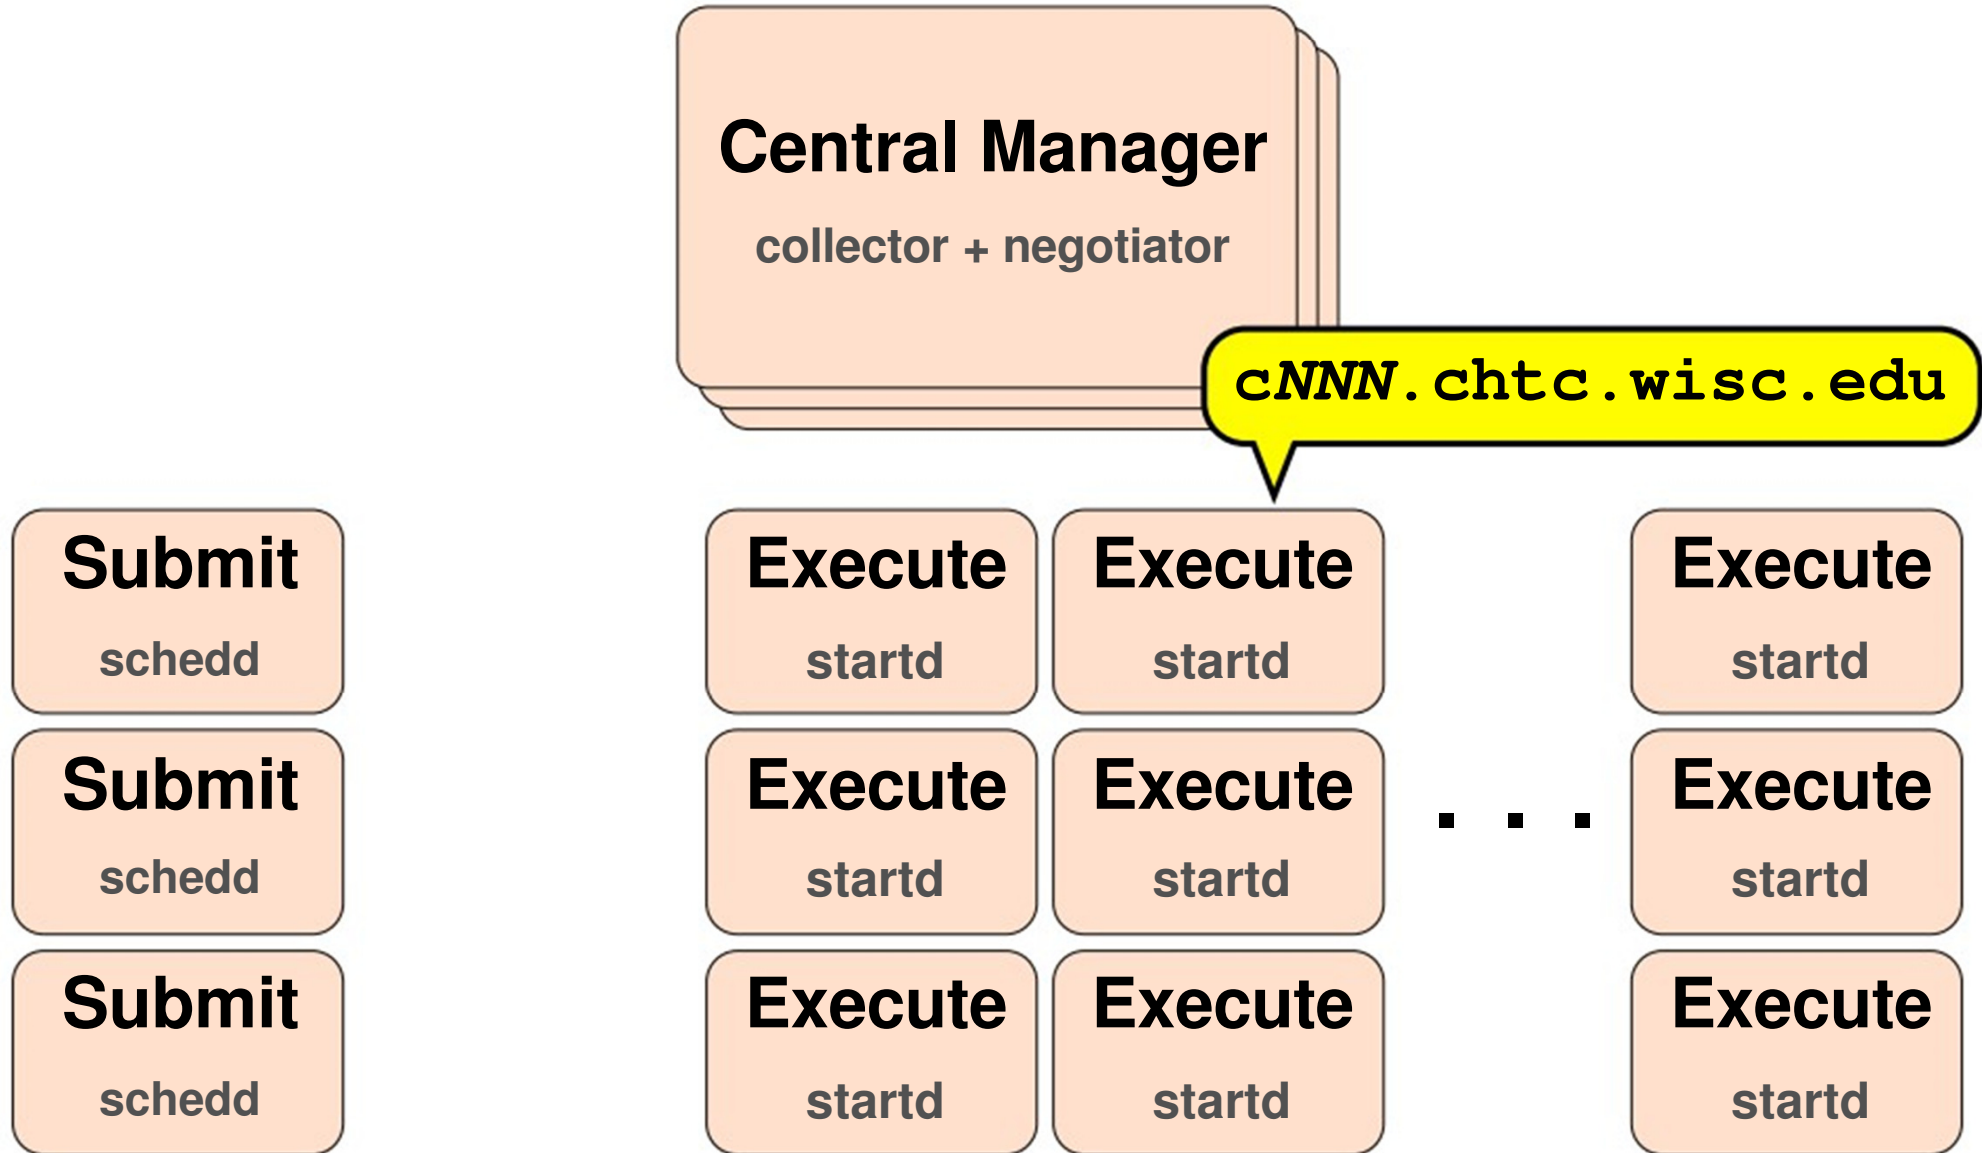 Central Manager
collector + negotiator
cNNN.chtc.wisc.edu
Submit
schedd
Execute
startd
Execute
startd
Execute
startd
Submit
schedd
Execute
startd
Execute
startd
. . .
Execute
startd
Submit
schedd
Execute
startd
Execute
startd
Execute
startd